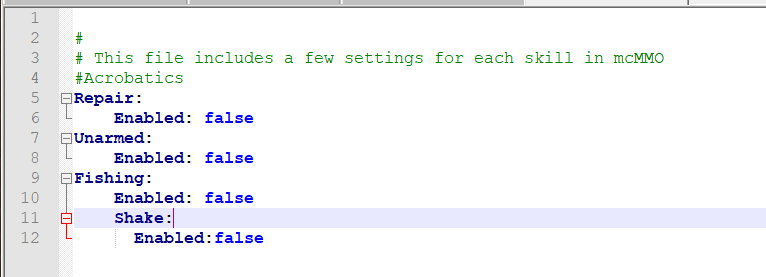 1
2 #
3 # This file includes a few settings for each skill in mcMMO
4 #Acrobatics
5 Repair:
6     Enabled: false
7 Unarmed:
8     Enabled: false
9 Fishing:
10     Enabled: false
11     Shake:
12       Enabled:false